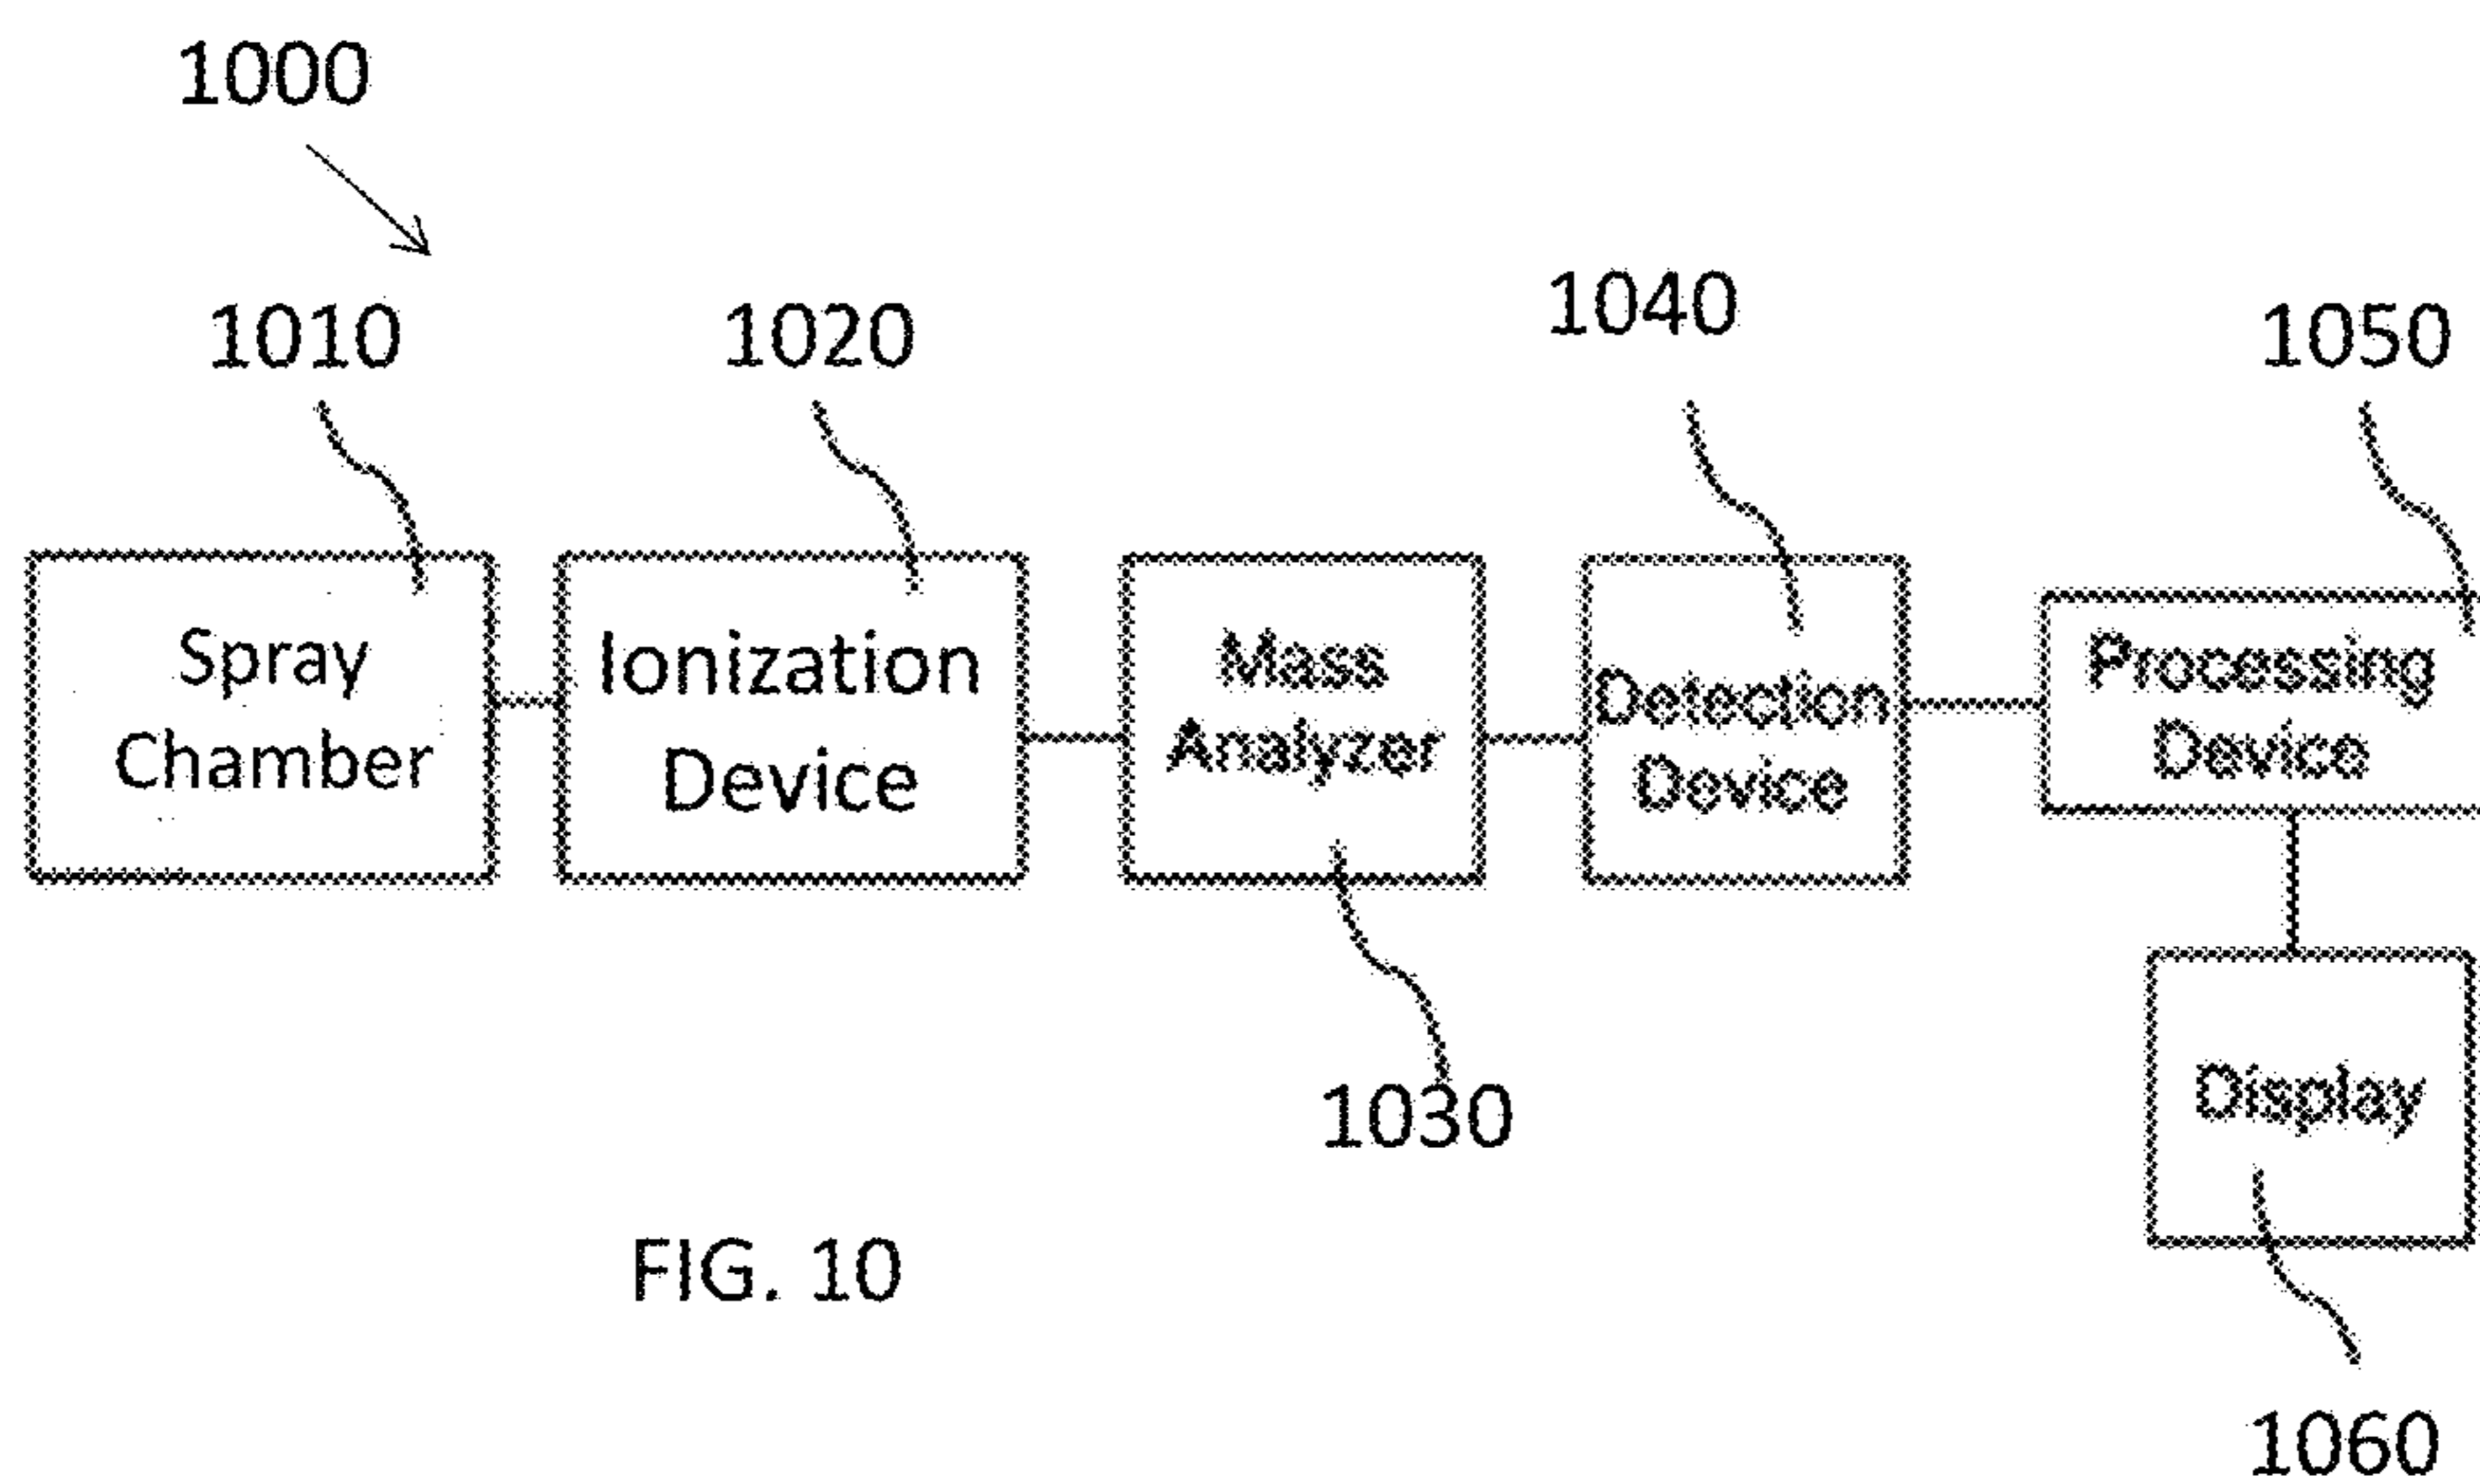 1000
1010
1020
1040
1050
Spray
Chamber
Ionization
Device
Mass
Analyzer
Detection
Device
Processing
Device
1030
Display
1060
FIG. 10